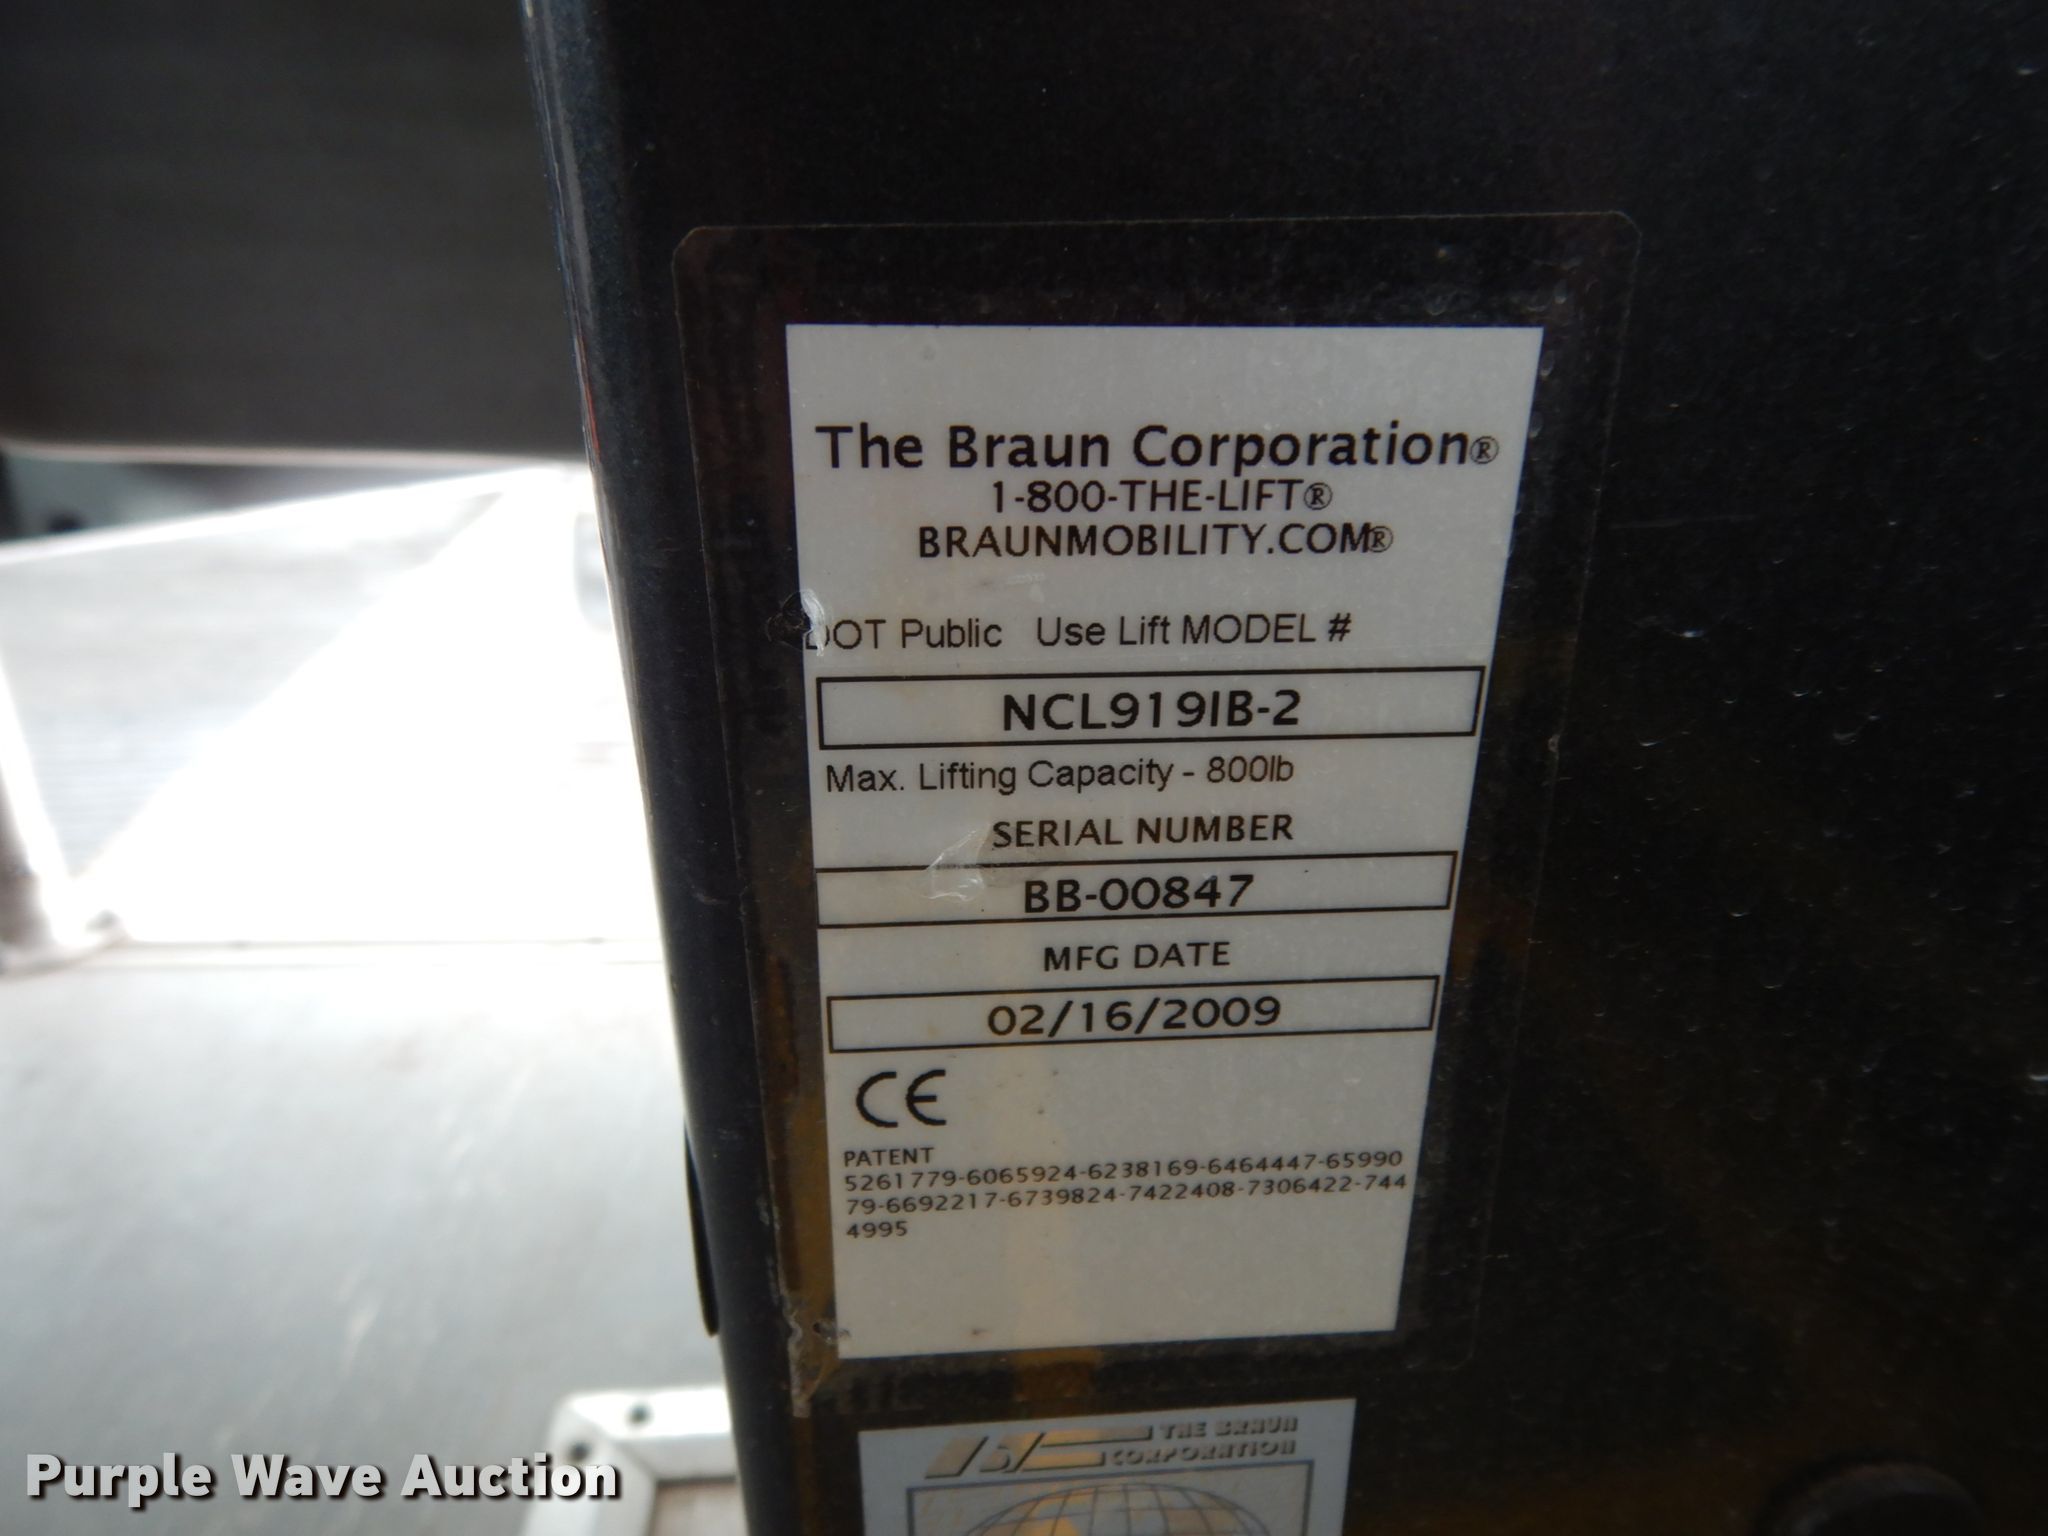 The Braun Corporation®
1-800-THE-LIFT®
BRAUNMOBILITY.COM®
DOT Public Use Lift MODEL #
NCL919IB-2
Max. Lifting Capacity - 800lb
SERIAL NUMBER
BB-00847
MFG DATE
02/16/2009
CE
PATENT
5261779-6065924-6238169-6464447-65990
79-6692217-6739824-7422408-7306422-744
4995
THE BRAUN
CORPORATION
Purple Wave Auction